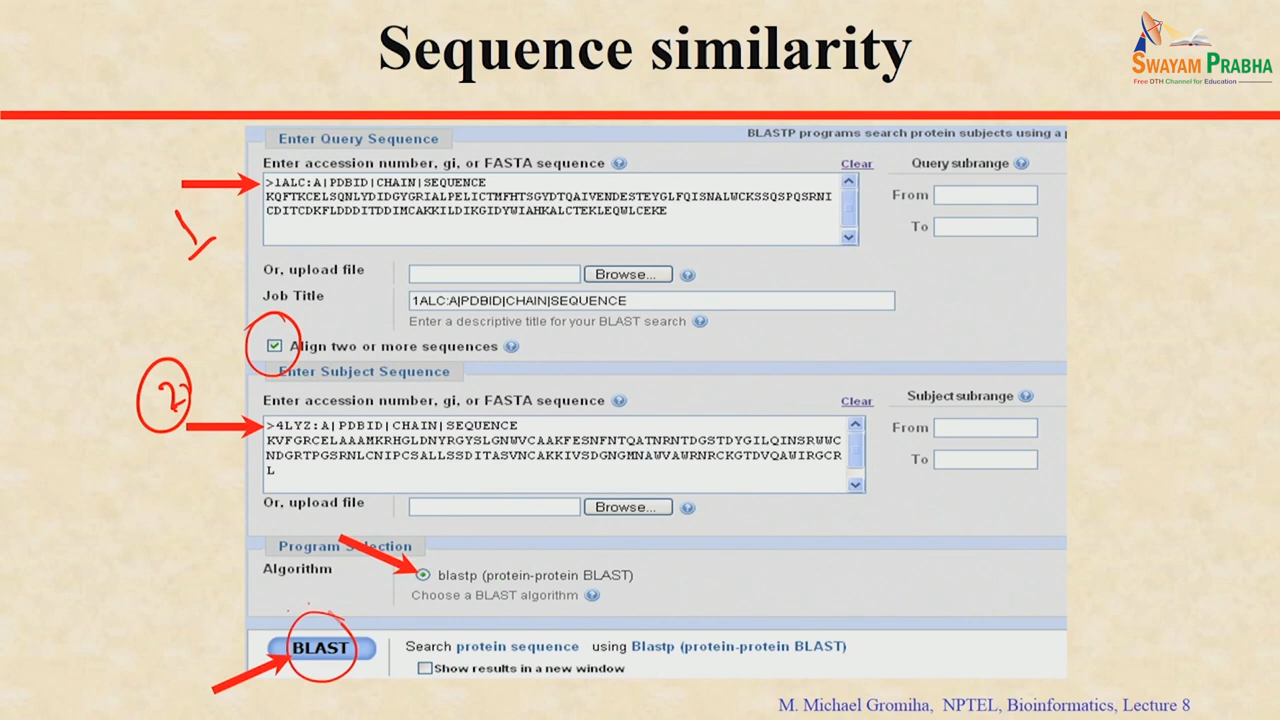 Sequence similarity
SWAYAM PRABHA
Free DTH Channel for Education
Enter Query Sequence
BLASTP programs search protein subjects using a
Enter accession number, gi, or FASTA sequence
Clear
Query subrange
>1ALC:A|PDBID|CHAIN|SEQUENCE
KQFTKCELSQNLYDIDGYGRIALPELICTMFHTSGYDTQAIVENDESTEYGLFQISNALWCKSSQSPQSRNI
CDITCDKFLDDDITDDIMCAKKILDIKGIDYWIAHKALCTEKLEQWLCEKE
From
To
1
Or, upload file
Browse...
Job Title
1ALC:A|PDBID|CHAIN|SEQUENCE
Enter a descriptive title for your BLAST search
Align two or more sequences
Enter Subject Sequence
2
Enter accession number, gi, or FASTA sequence
Clear
Subject subrange
>4LYZ:A|PDBID|CHAIN|SEQUENCE
KVFGRCELAAAMKRHGLDNYRGYSLGNWVCAAKFESNFNTQATNRNTDGSTDYGILQINSRWWC
NDGRTPGSRNLCNIPCSALLSSDITASVNCAKKIVSDGNGMNAWVAWRNRCKGTDVQAWIRGCR
L
From
To
Or, upload file
Browse...
Program Selection
Algorithm
blastp (protein-protein BLAST)
Choose a BLAST algorithm
BLAST
Search protein sequence using Blastp (protein-protein BLAST)
Show results in a new window
M. Michael Gromiha, NPTEL, Bioinformatics, Lecture 8